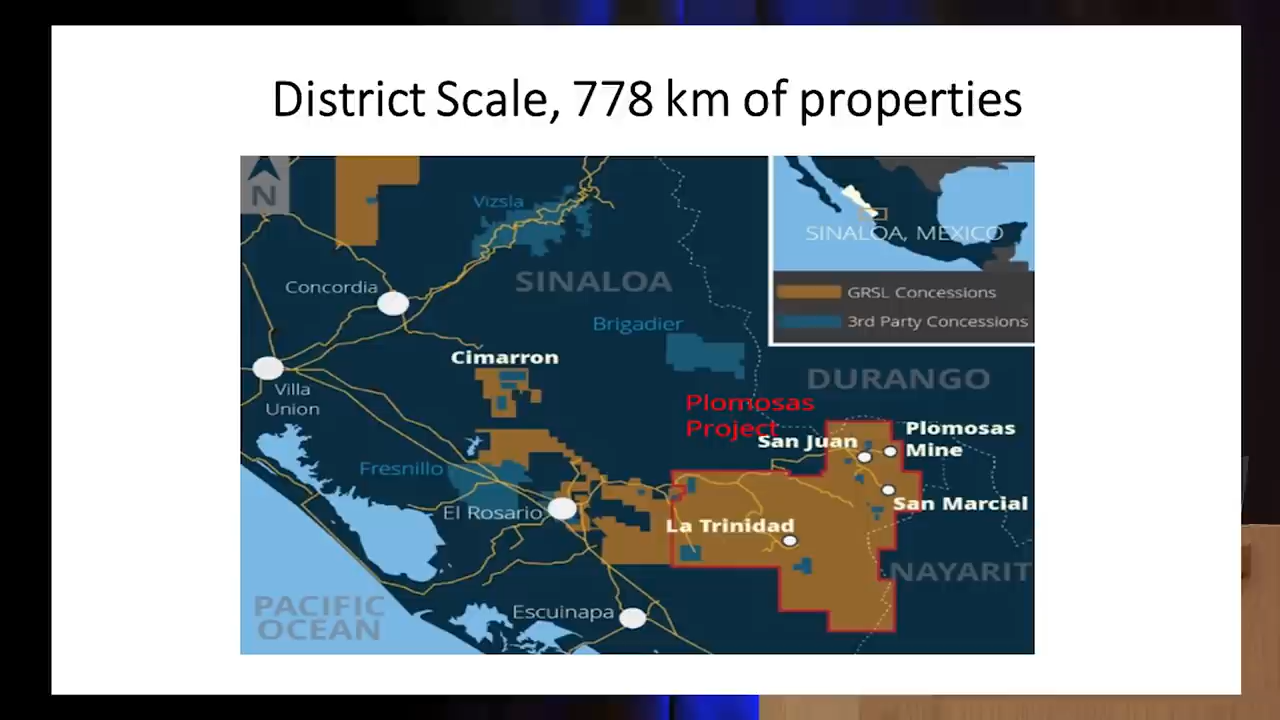 District Scale, 778 km of properties
N
Vizsla
SINALOA, MEXICO
SINALOA
Concordia
GRSL Concessions
3rd Party Concessions
Brigadier
Cimarron
DURANGO
Villa
Union
Plomosas
Project
San Juan
Plomosas
Mine
Fresnillo
San Marcial
El Rosario
La Trinidad
NAYARIT
PACIFIC
OCEAN
Escuinapa